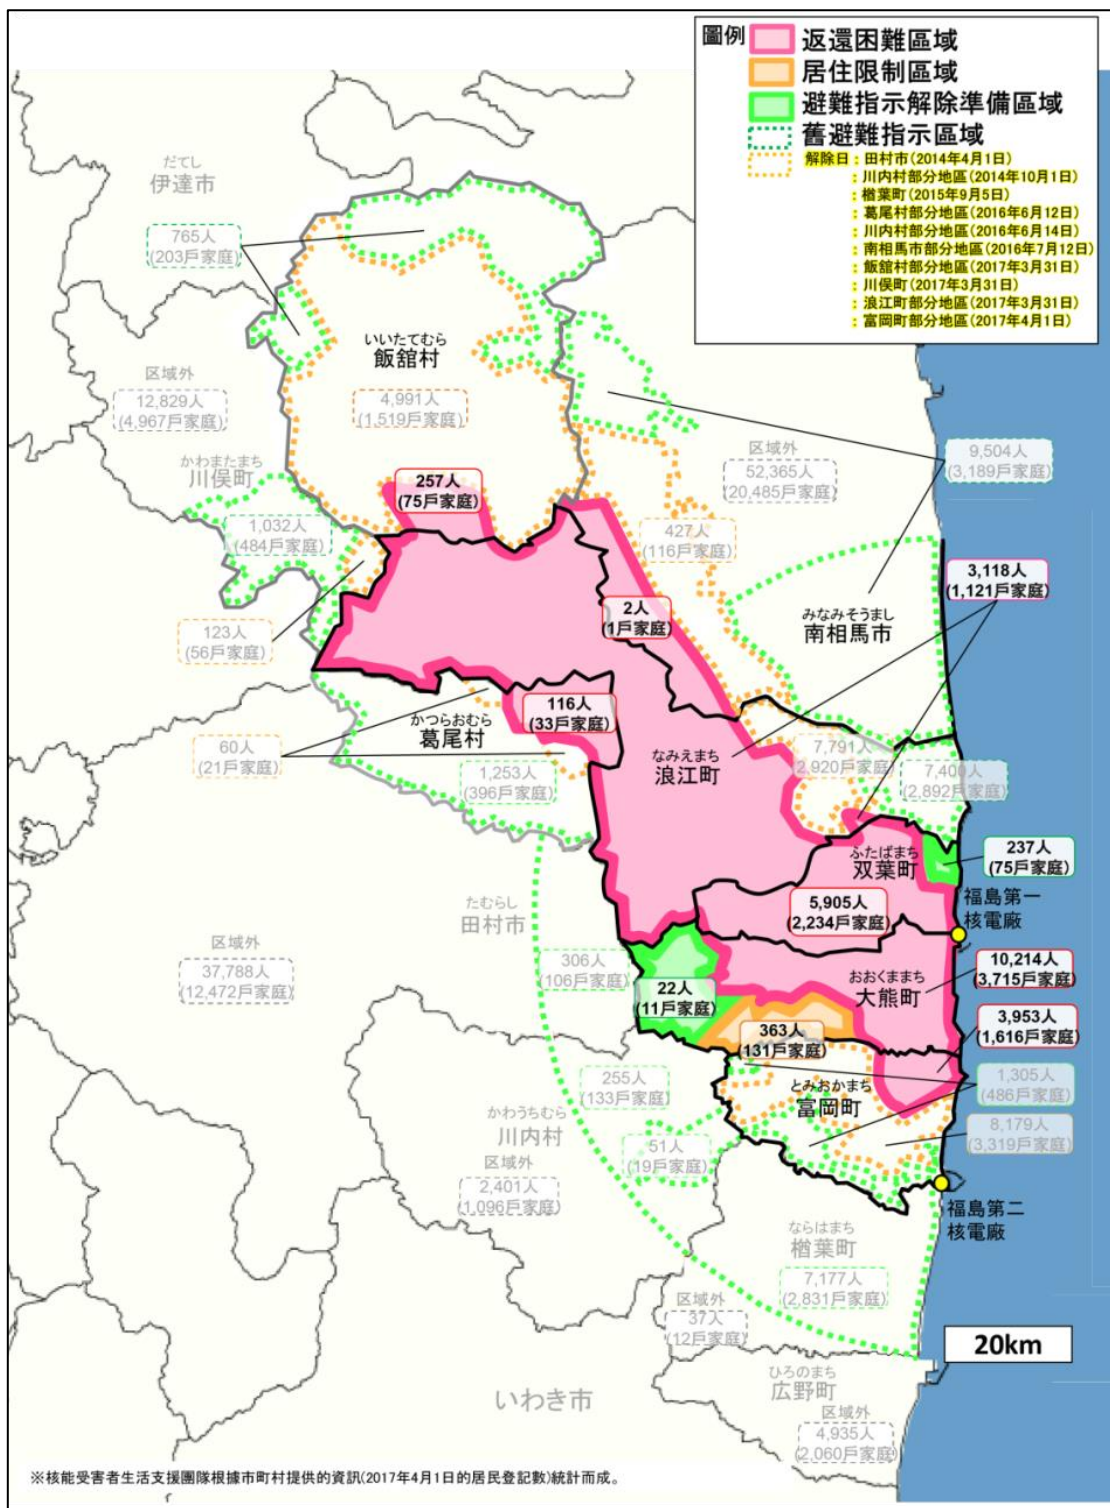 圖例
返還困難區域
居住限制區域
避難指示解除準備區域
舊避難指示區域
解除日：田村市(2014年4月1日)
：川内村部分地區(2014年10月1日)
：楢葉町(2015年9月5日)
：葛尾村部分地區(2016年6月12日)
：川内村部分地區(2016年6月14日)
：南相馬市部分地區(2016年7月12日)
：飯舘村部分地區(2017年3月31日)
：川俣町(2017年3月31日)
：浪江町部分地區(2017年3月31日)
：富岡町部分地區(2017年4月1日)
だてし
伊達市
765人
(203戶家庭)
いいたてむら
飯舘村
4,991人
(1,519戶家庭)
区域外
12,829人
(4,967戶家庭)
かわまたまち
川俣町
257人
(75戶家庭)
区域外
52,365人
(20,485戶家庭)
9,504人
(3,189戶家庭)
1,032人
(484戶家庭)
427人
(116戶家庭)
3,118人
(1,121戶家庭)
2人
(1戶家庭)
みなみそうまし
南相馬市
123人
(56戶家庭)
116人
(33戶家庭)
かつらおむら
葛尾村
60人
(21戶家庭)
1,253人
(396戶家庭)
なみえまち
浪江町
7,791人
2,920戶家庭)
7,400人
(2,892戶家庭)
ふたばまち
双葉町
237人
(75戶家庭)
5,905人
(2,234戶家庭)
福島第一
核電廠
たむらし
田村市
区域外
37,788人
(12,472戶家庭)
306人
(106戶家庭)
おおくままち
大熊町
10,214人
(3,715戶家庭)
22人
(11戶家庭)
363人
(131戶家庭)
3,953人
(1,616戶家庭)
とみおかまち
富岡町
1,305人
(486戶家庭)
255人
(133戶家庭)
かわうちむら
川内村
8,179人
(3,319戶家庭)
51人
(19戶家庭)
区域外
2,401人
(1,096戶家庭)
福島第二
核電廠
ならはまち
楢葉町
7,177人
(2,831戶家庭)
区域外
37人
(12戶家庭)
20km
ひろのまち
広野町
いわき市
区域外
4,935人
(2,060戶家庭)
※核能受害者生活支援團隊根據市町村提供的資訊(2017年4月1日的居民登記數)統計而成。